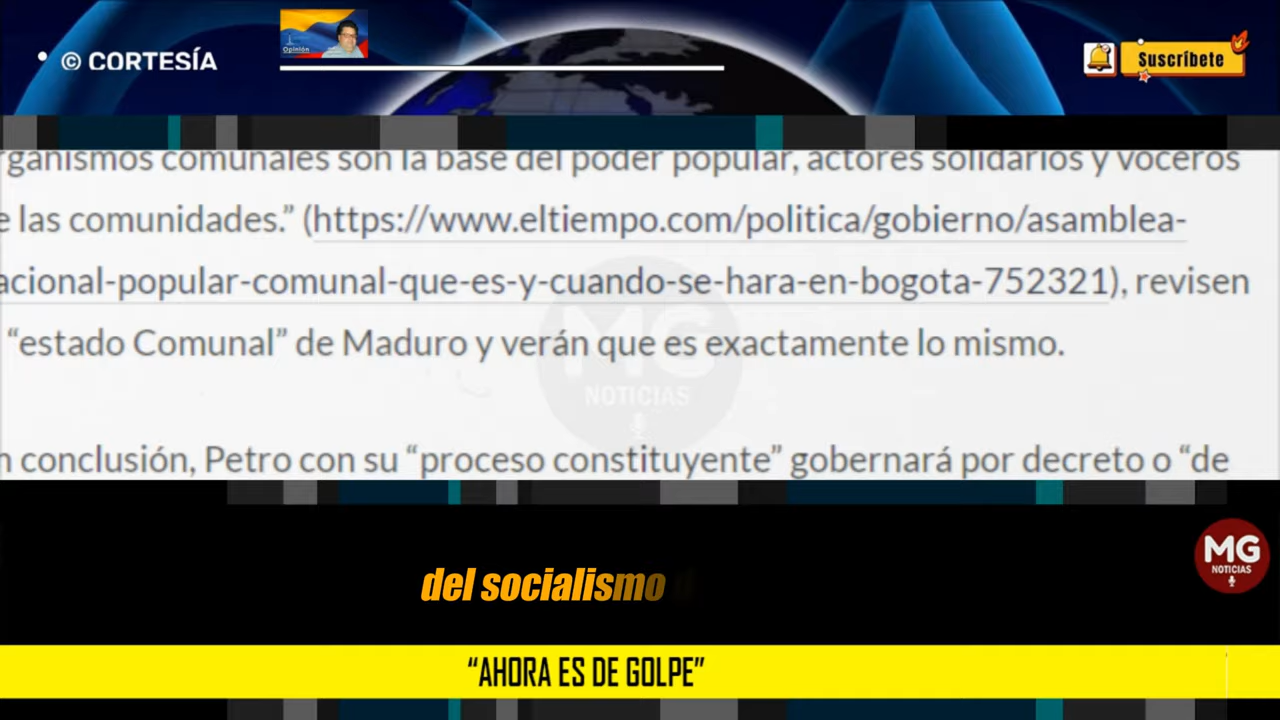 © CORTESÍA
Opinión
Suscríbete
rganismos comunales son la base del poder popular, actores solidarios y voceros
e las comunidades.” (https://www.eltiempo.com/politica/gobierno/asamblea-
acional-popular-comunal-que-es-y-cuando-se-hara-en-bogota-752321), revisen
“estado Comunal” de Maduro y verán que es exactamente lo mismo.
MG
NOTICIAS
n conclusión, Petro con su “proceso constituyente” gobernará por decreto o “de
del socialismo
MG
NOTICIAS
“AHORA ES DE GOLPE”